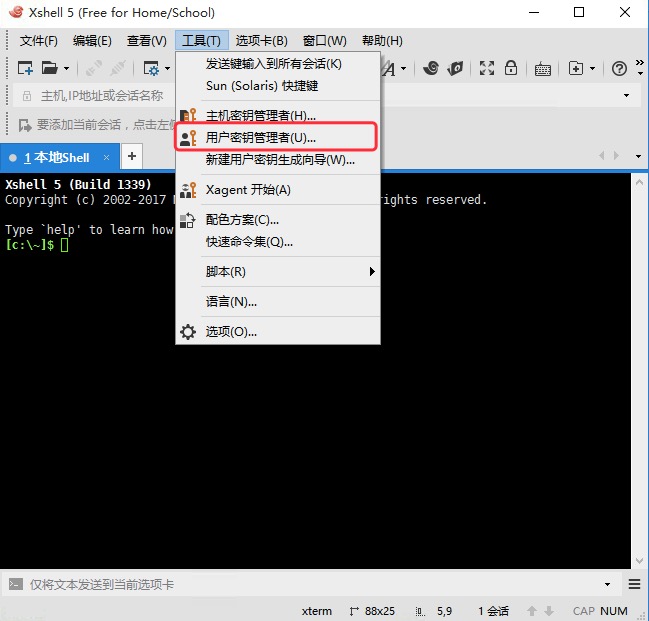 Xshell 5 (Free for Home/School)
文件(F) 编辑(E) 查看(V) 工具(T) 选项卡(B) 窗口(W) 帮助(H)
发送键输入到所有会话(K)
Sun (Solaris) 快捷键
主机密钥管理者(H)...
用户密钥管理者(U)...
新建用户密钥生成向导(W)...
Xagent 开始(A)
配色方案(C)...
快速命令集(Q)...
脚本(R)
语言(N)...
选项(O)...
主机,IP地址或会话名称
要添加当前会话，点击左
1 本地Shell × +
Xshell 5 (Build 1339)
Copyright (c) 2002-2017 rights reserved.
Type `help' to learn how
[c:\~]$
仅将文本发送到当前选项卡
xterm 88x25 5,9 1 会话 CAP NUM